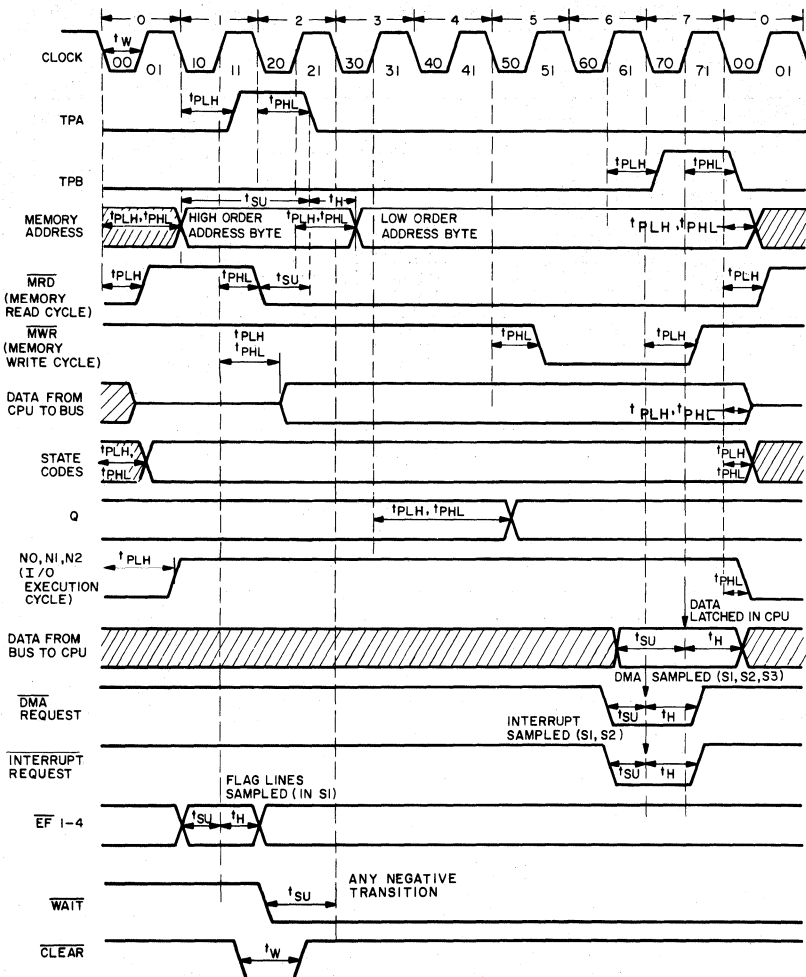 0 1 2 3 4 5 6 7 0
CLOCK
tW
00 01 10 11 20 21 30 31 40 41 50 51 60 61 70 71 00 01
TPA
tPLH
tPHL
TPB
tPLH
tPHL
MEMORY
ADDRESS
tPLH, tPHL
tSU
tH
HIGH ORDER
ADDRESS BYTE
tPLH, tPHL
LOW ORDER
ADDRESS BYTE
tPLH, tPHL
MRD
(MEMORY
READ CYCLE)
tPLH
tPHL
tSU
tPLH
MWR
(MEMORY
WRITE CYCLE)
tPLH
tPHL
tPHL
tPLH
DATA FROM
CPU TO BUS
tPLH, tPHL
STATE
CODES
tPLH,
tPHL
tPLH
tPHL
Q
tPLH, tPHL
N0, N1, N2
(I/O
EXECUTION
CYCLE)
tPLH
tPHL
DATA
LATCHED IN CPU
DATA FROM
BUS TO CPU
tSU
tH
DMA SAMPLED (S1, S2, S3)
DMA
REQUEST
tSU
tH
INTERRUPT
SAMPLED (S1, S2)
INTERRUPT
REQUEST
tSU
tH
FLAG LINES
SAMPLED (IN S1)
EF 1-4
tSU
tH
WAIT
tSU
ANY NEGATIVE
TRANSITION
CLEAR
tW